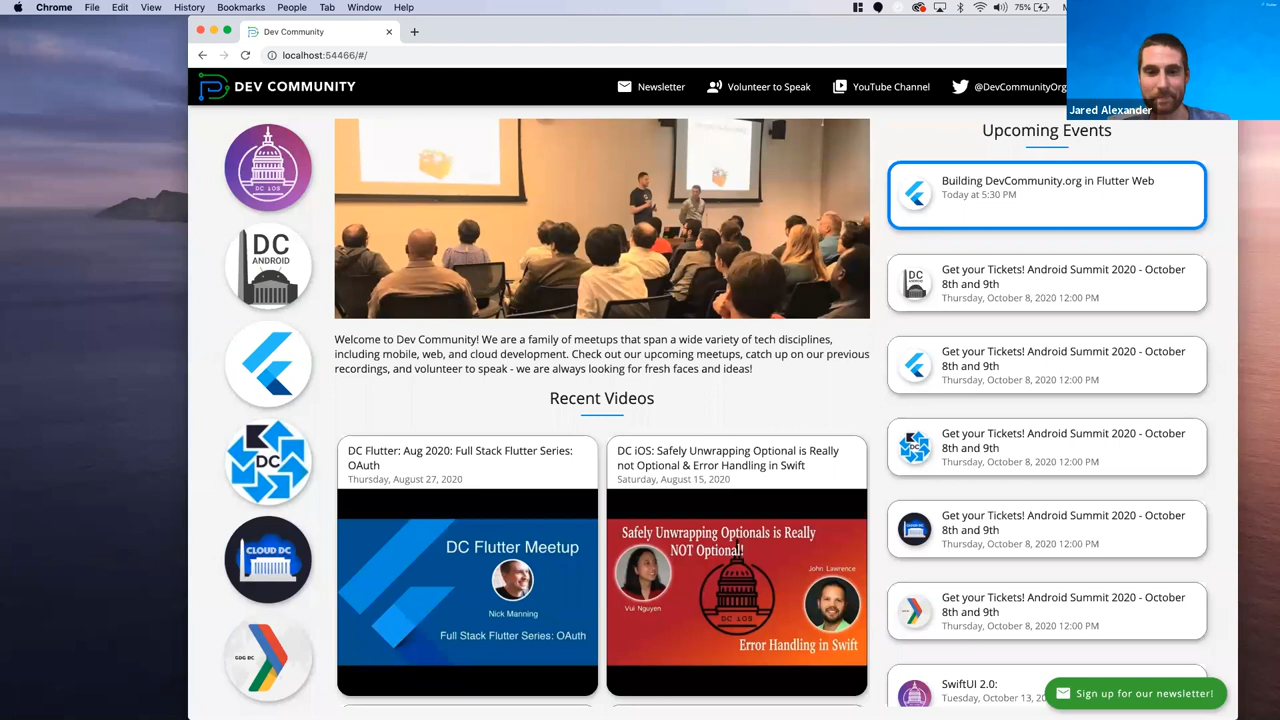 Chrome File Edit View History Bookmarks People Tab Window Help
75%
Dev Community
localhost:54466/#/
DEV COMMUNITY
Newsletter
Volunteer to Speak
YouTube Channel
@DevCommunityOrg
Jared Alexander
DC iOS
DC
ANDROID
DC
CLOUD DC
GDG DC
Welcome to Dev Community! We are a family of meetups that span a wide variety of tech disciplines,
including mobile, web, and cloud development. Check out our upcoming meetups, catch up on our previous
recordings, and volunteer to speak - we are always looking for fresh faces and ideas!
Recent Videos
DC Flutter: Aug 2020: Full Stack Flutter Series:
OAuth
Thursday, August 27, 2020
DC Flutter Meetup
Nick Manning
Full Stack Flutter Series: OAuth
DC iOS: Safely Unwrapping Optional is Really
not Optional & Error Handling in Swift
Saturday, August 15, 2020
Safely Unwrapping Optionals is Really
NOT Optional!
John Lawrence
Vui Nguyen
DC iOS
Error Handling in Swift
Upcoming Events
Building DevCommunity.org in Flutter Web
Today at 5:30 PM
DC
ANDROID
Get your Tickets! Android Summit 2020 - October
8th and 9th
Thursday, October 8, 2020 12:00 PM
Get your Tickets! Android Summit 2020 - October
8th and 9th
Thursday, October 8, 2020 12:00 PM
DC
Get your Tickets! Android Summit 2020 - October
8th and 9th
Thursday, October 8, 2020 12:00 PM
Get your Tickets! Android Summit 2020 - October
8th and 9th
Thursday, October 8, 2020 12:00 PM
Get your Tickets! Android Summit 2020 - October
8th and 9th
Thursday, October 8, 2020 12:00 PM
SwiftUI 2.0:
Tuesday, October 13, 20
Sign up for our newsletter!